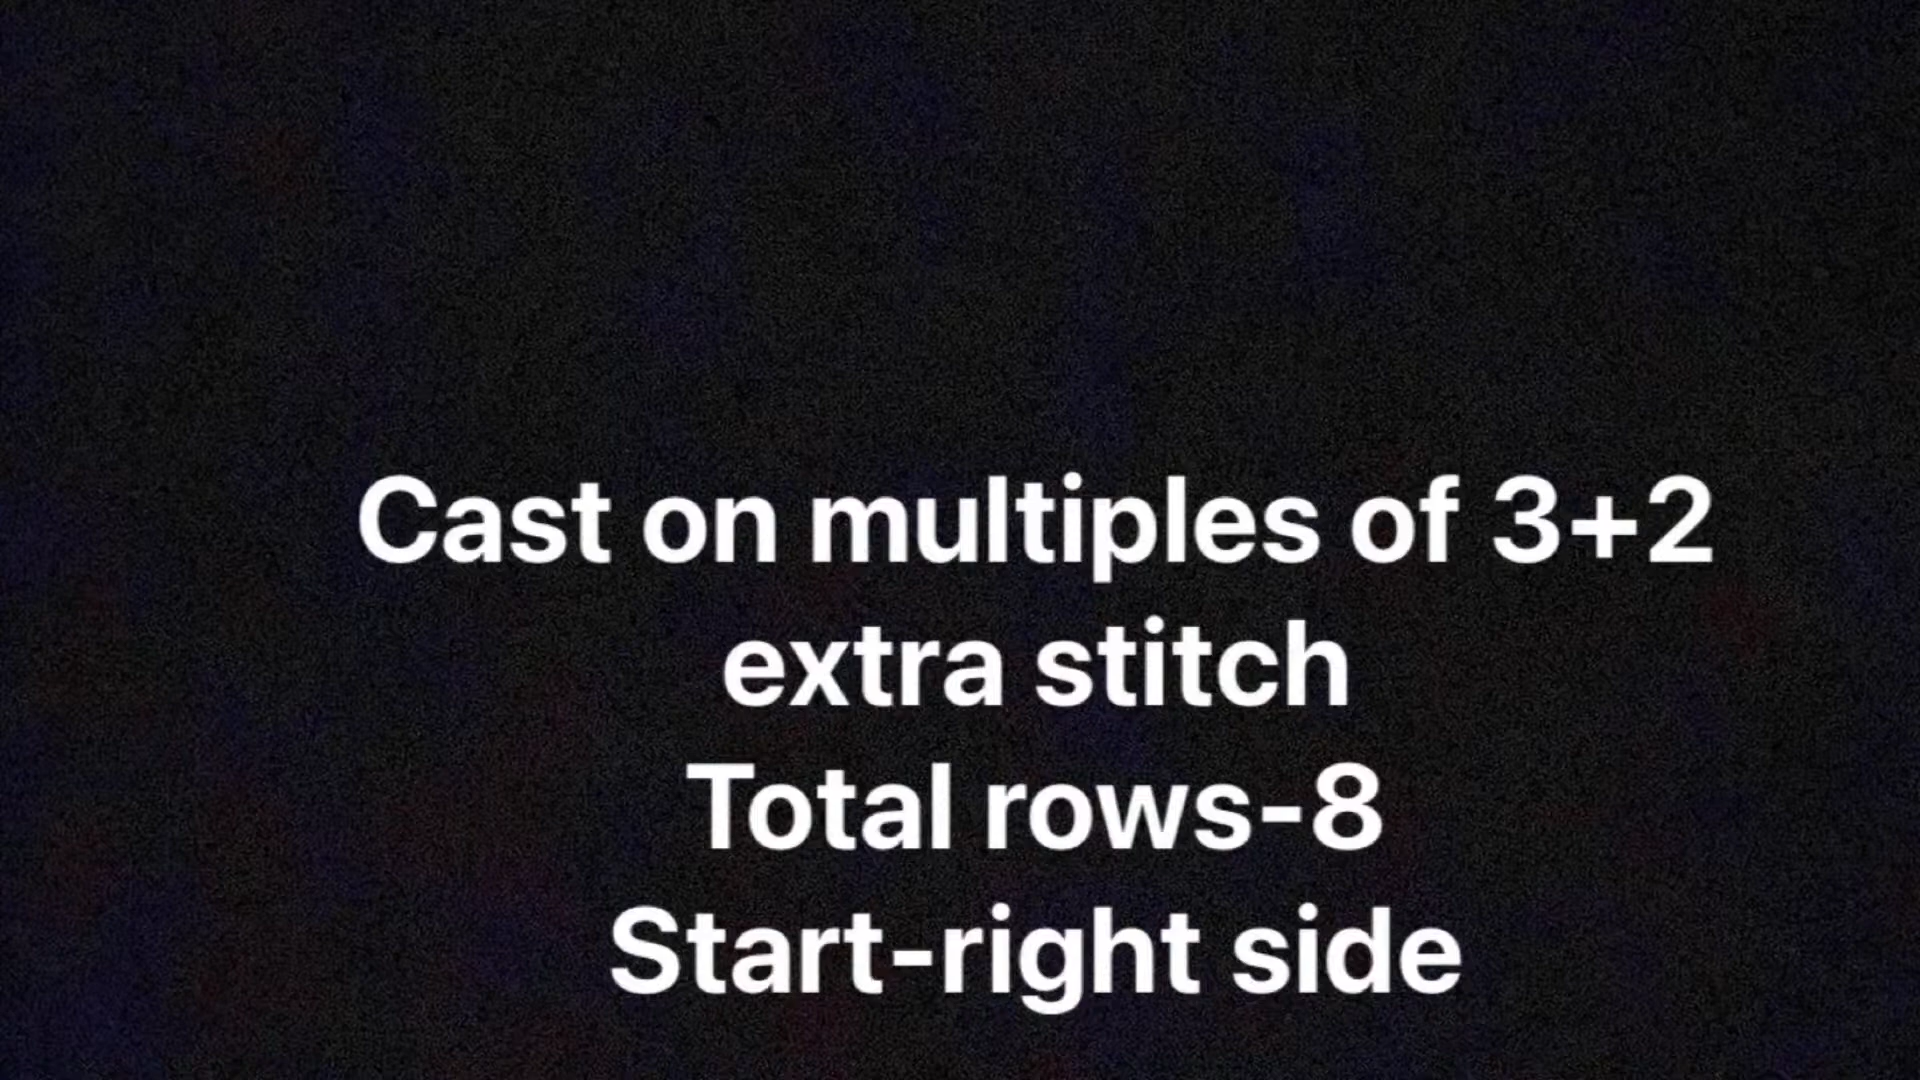 Cast on multiples of 3+2
extra stitch
Total rows-8
Start-right side